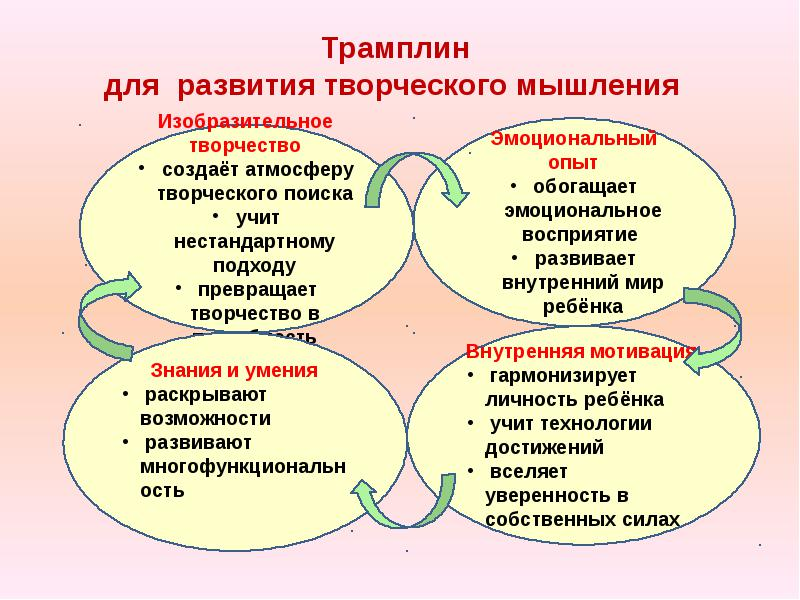 Трамплин
для развития творческого мышления
Изобразительное
творчество
• создаёт атмосферу
творческого поиска
• учит
нестандартному
подходу
• превращает
творчество в
Эмоциональный
опыт
• обогащает
эмоциональное
восприятие
• развивает
внутренний мир
ребёнка
Знания и умения
• раскрывают
возможности
• развивают
многофункциональн
ость
Внутренняя мотивация
• гармонизирует
личность ребёнка
• учит технологии
достижений
• вселяет
уверенность в
собственных силах